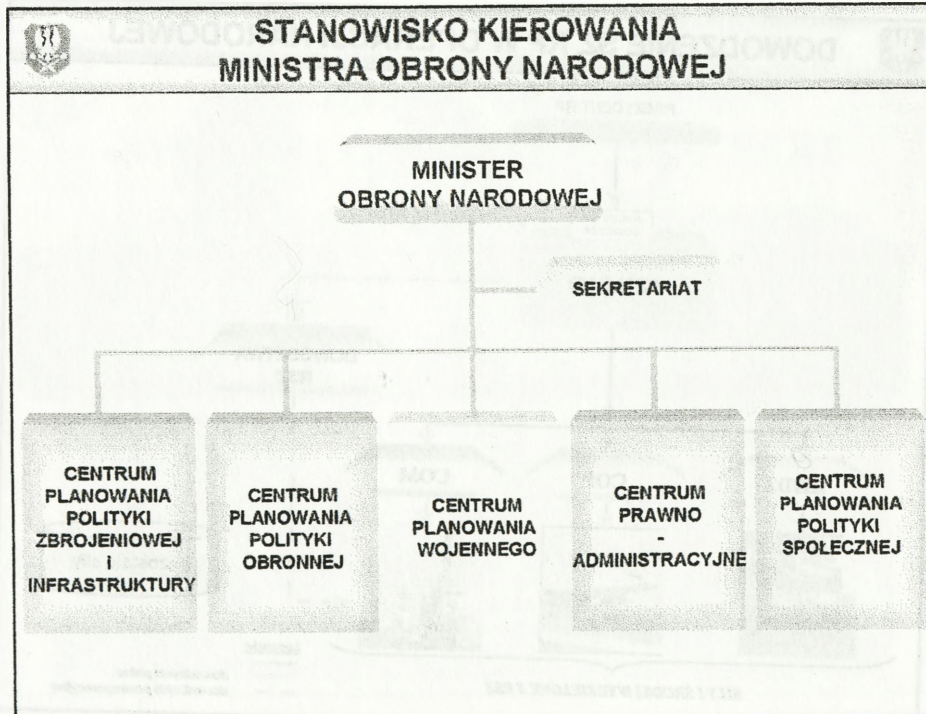 STANOWISKO KIEROWANIA
MINISTRA OBRONY NARODOWEJ
MINISTER
OBRONY NARODOWEJ
SEKRETARIAT
CENTRUM
PLANOWANIA
POLITYKI
ZBROJENIOWEJ
i
INFRASTRUKTURY
CENTRUM
PLANOWANIA
POLITYKI
OBRONNEJ
CENTRUM
PLANOWANIA
WOJENNEGO
CENTRUM
PRAWNO
-
ADMINISTRACYJNE
CENTRUM
PLANOWANIA
POLITYKI
SPOŁECZNEJ